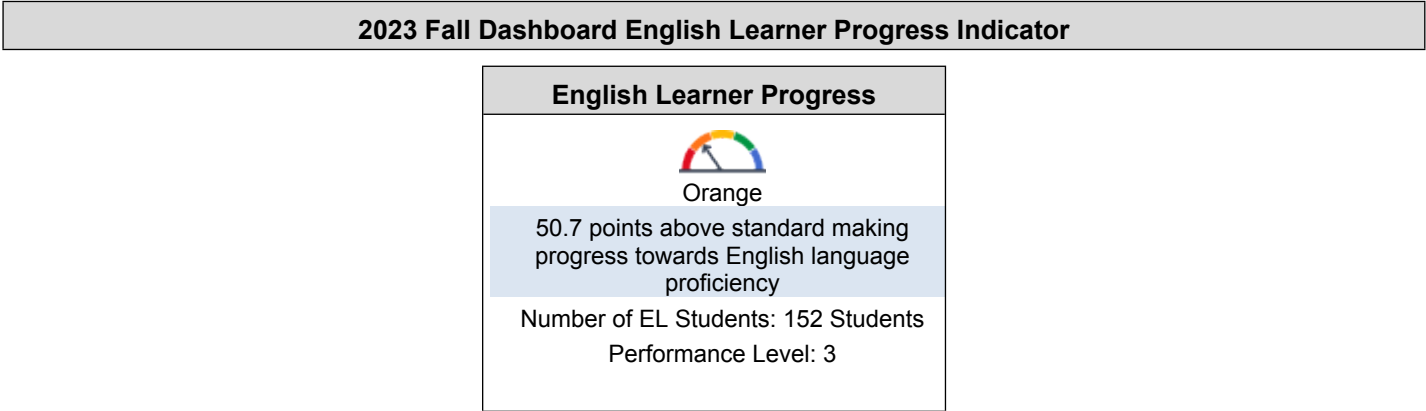 2023 Fall Dashboard English Learner Progress Indicator
English Learner Progress
Orange
50.7 points above standard making
progress towards English language
proficiency
Number of EL Students: 152 Students
Performance Level: 3